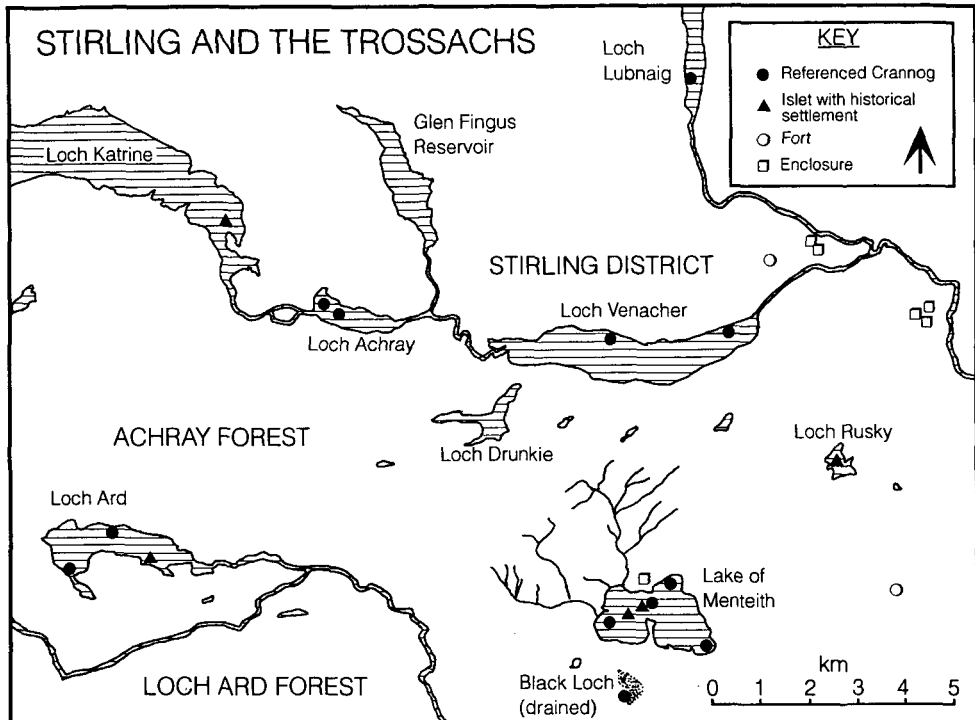 STIRLING AND THE TROSSACHS
Loch
Lubnaig
KEY
Referenced Crannog
Islet with historical
settlement
Fort
Enclosure
Loch Katrine
Glen Fingus
Reservoir
STIRLING DISTRICT
Loch Venacher
Loch Achray
ACHRAY FOREST
Loch Drunkie
Loch Rusky
Loch Ard
Lake of
Menteith
LOCH ARD FOREST
Black Loch
(drained)
km
0 1 2 3 4 5